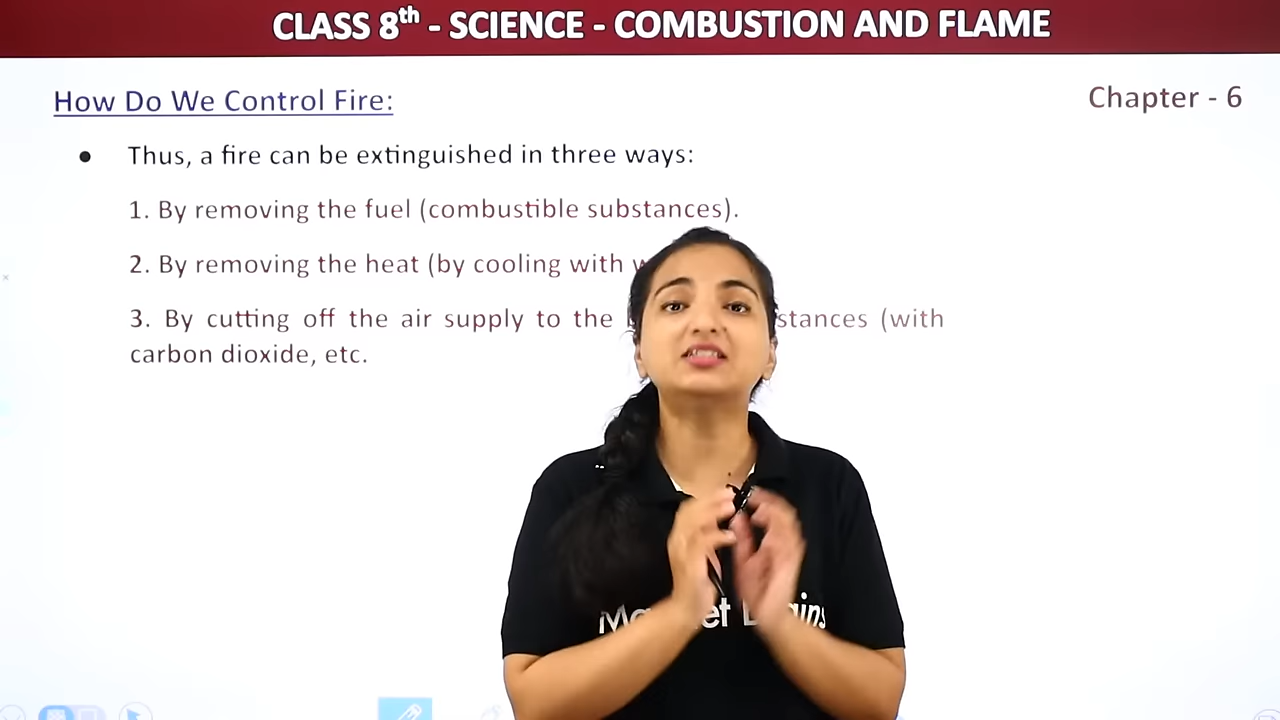 CLASS 8th - SCIENCE - COMBUSTION AND FLAME
How Do We Control Fire:
Chapter - 6
● Thus, a fire can be extinguished in three ways:
1. By removing the fuel (combustible substances).
2. By removing the heat (by cooling with
3. By cutting off the air supply to the stances (with
carbon dioxide, etc.